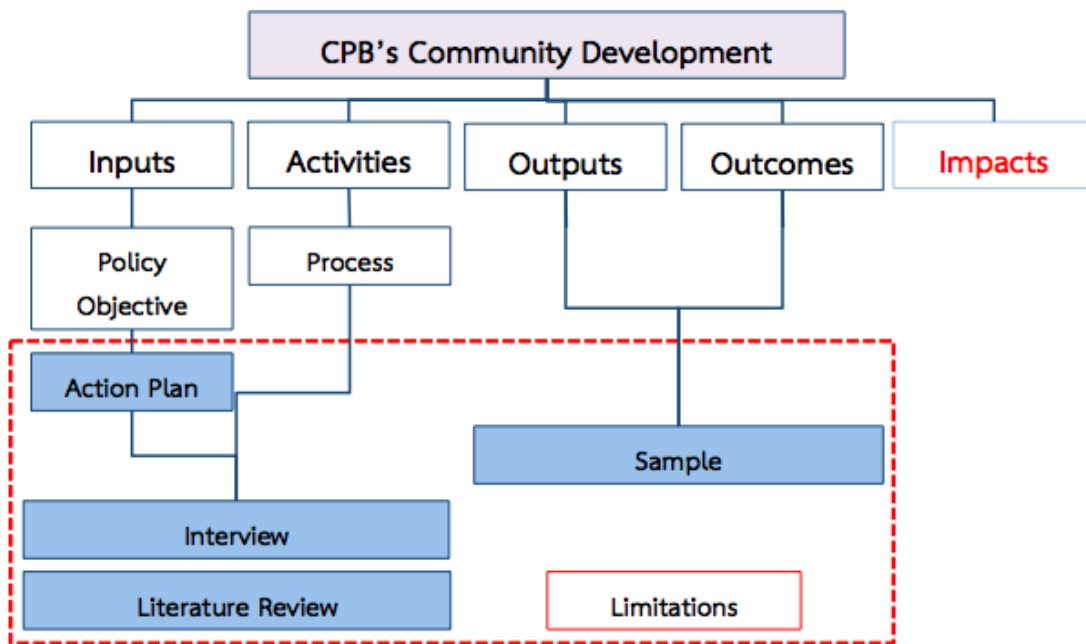 CPB's Community Development
Inputs
Activities
Outputs
Outcomes
Impacts
Policy
Objective
Process
Action Plan
Sample
Interview
Literature Review
Limitations